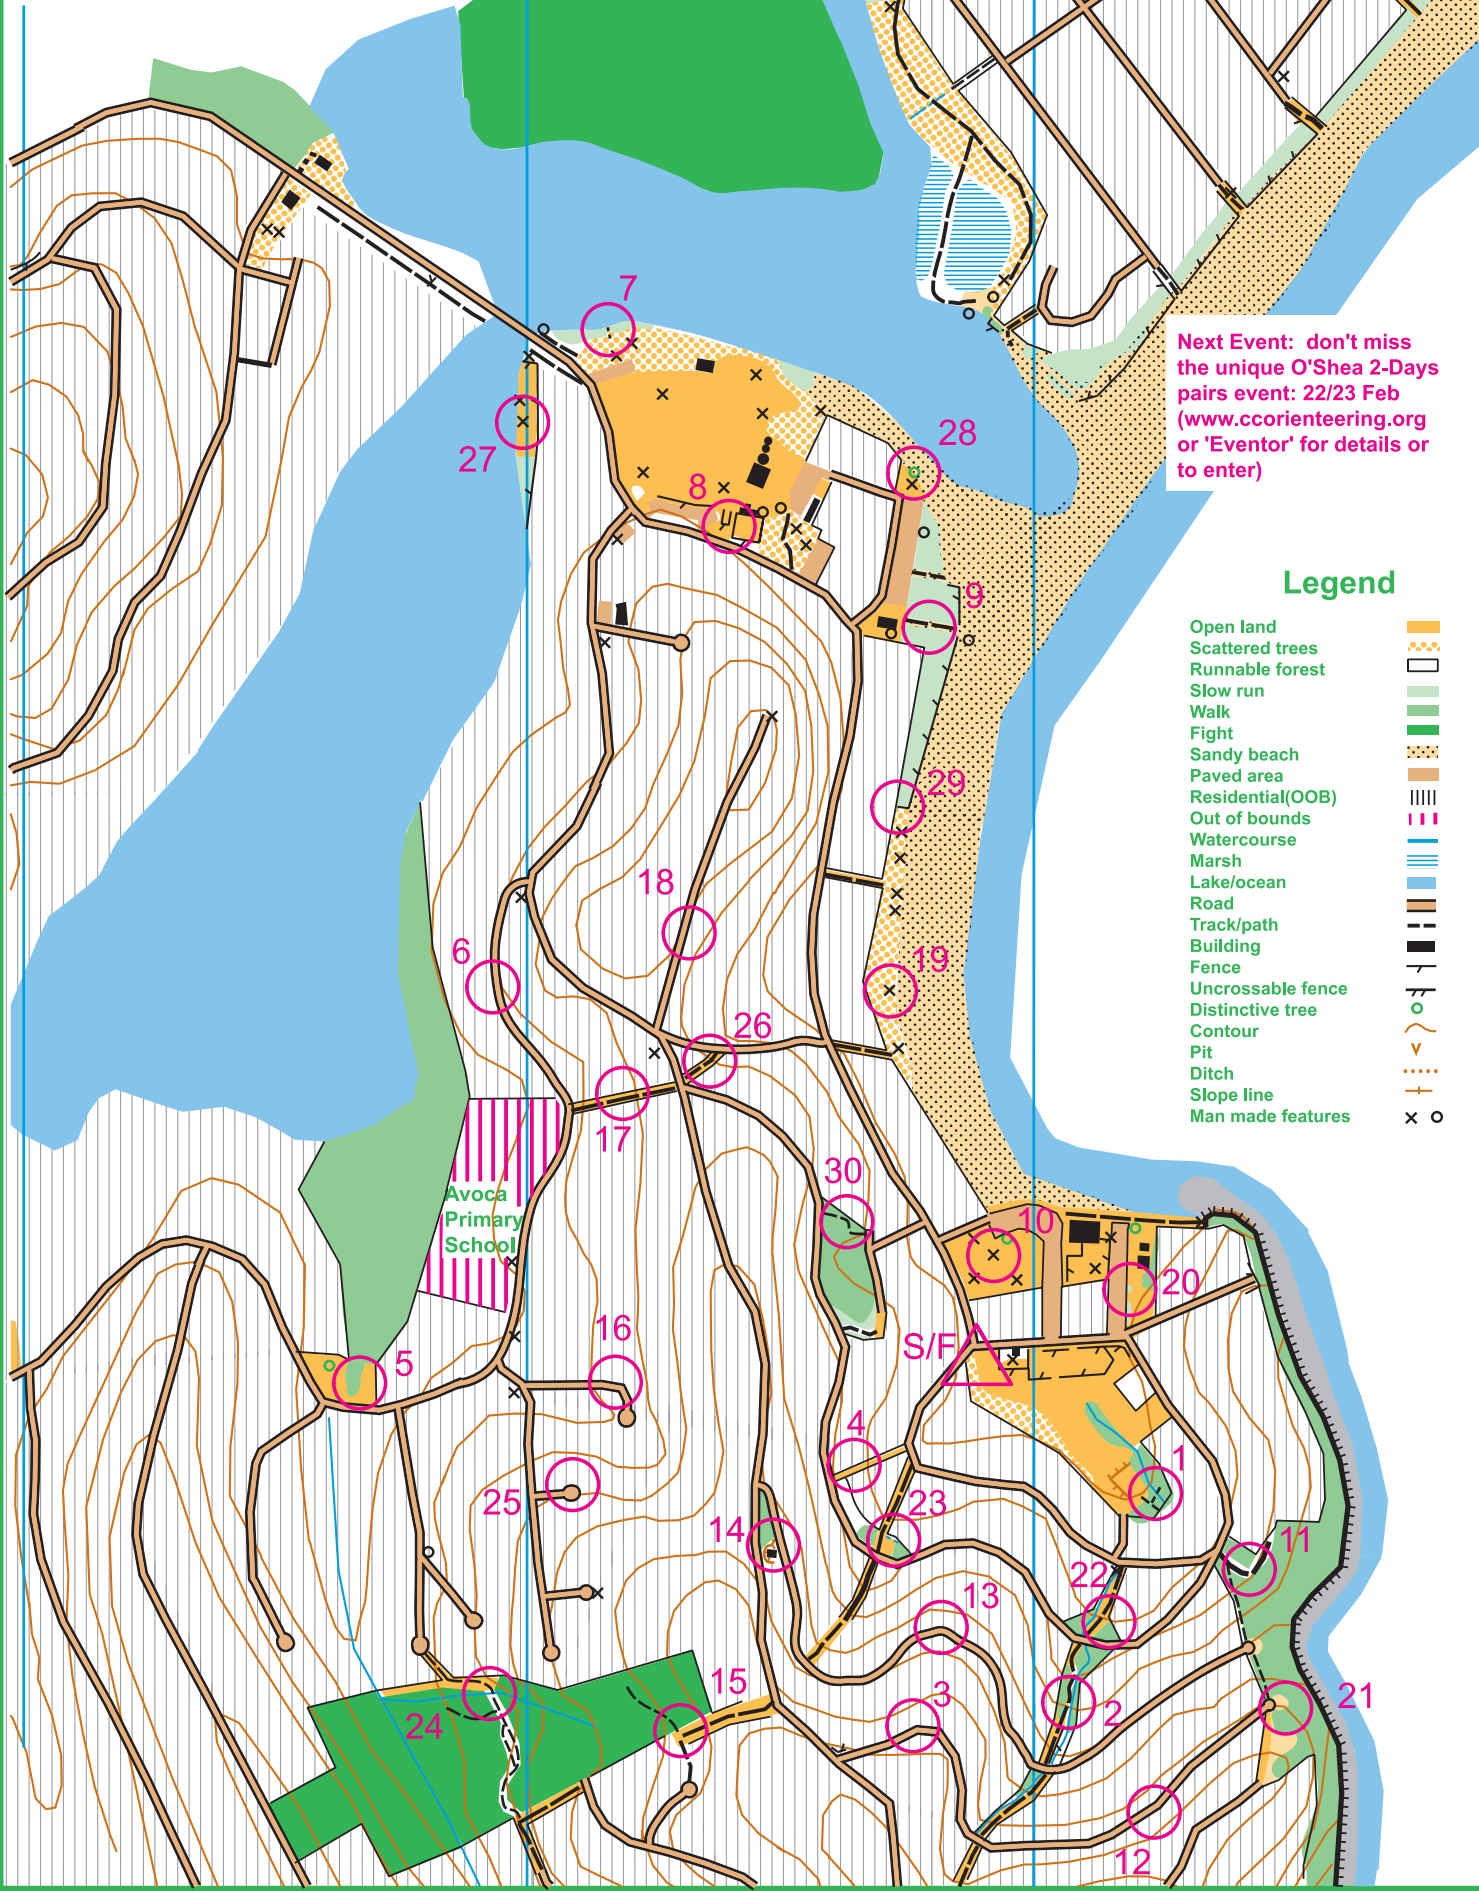 7
Next Event: don't miss
the unique O'Shea 2-Days
pairs event: 22/23 Feb
(www.ccorienteering.org
or 'Eventor' for details or
to enter)
28
27
8
Legend
9
Open land
Scattered trees
Runnable forest
Slow run
Walk
Fight
Sandy beach
Paved area
Residential(OOB)
Out of bounds
Watercourse
Marsh
Lake/ocean
Road
Track/path
Building
Fence
Uncrossable fence
Distinctive tree
Contour
Pit
Ditch
Slope line
Man made features
29
18
6
19
26
17
30
Avoca
Primary
School
10
20
16
S/F
5
4
1
25
23
14
11
22
13
15
3
21
24
2
12